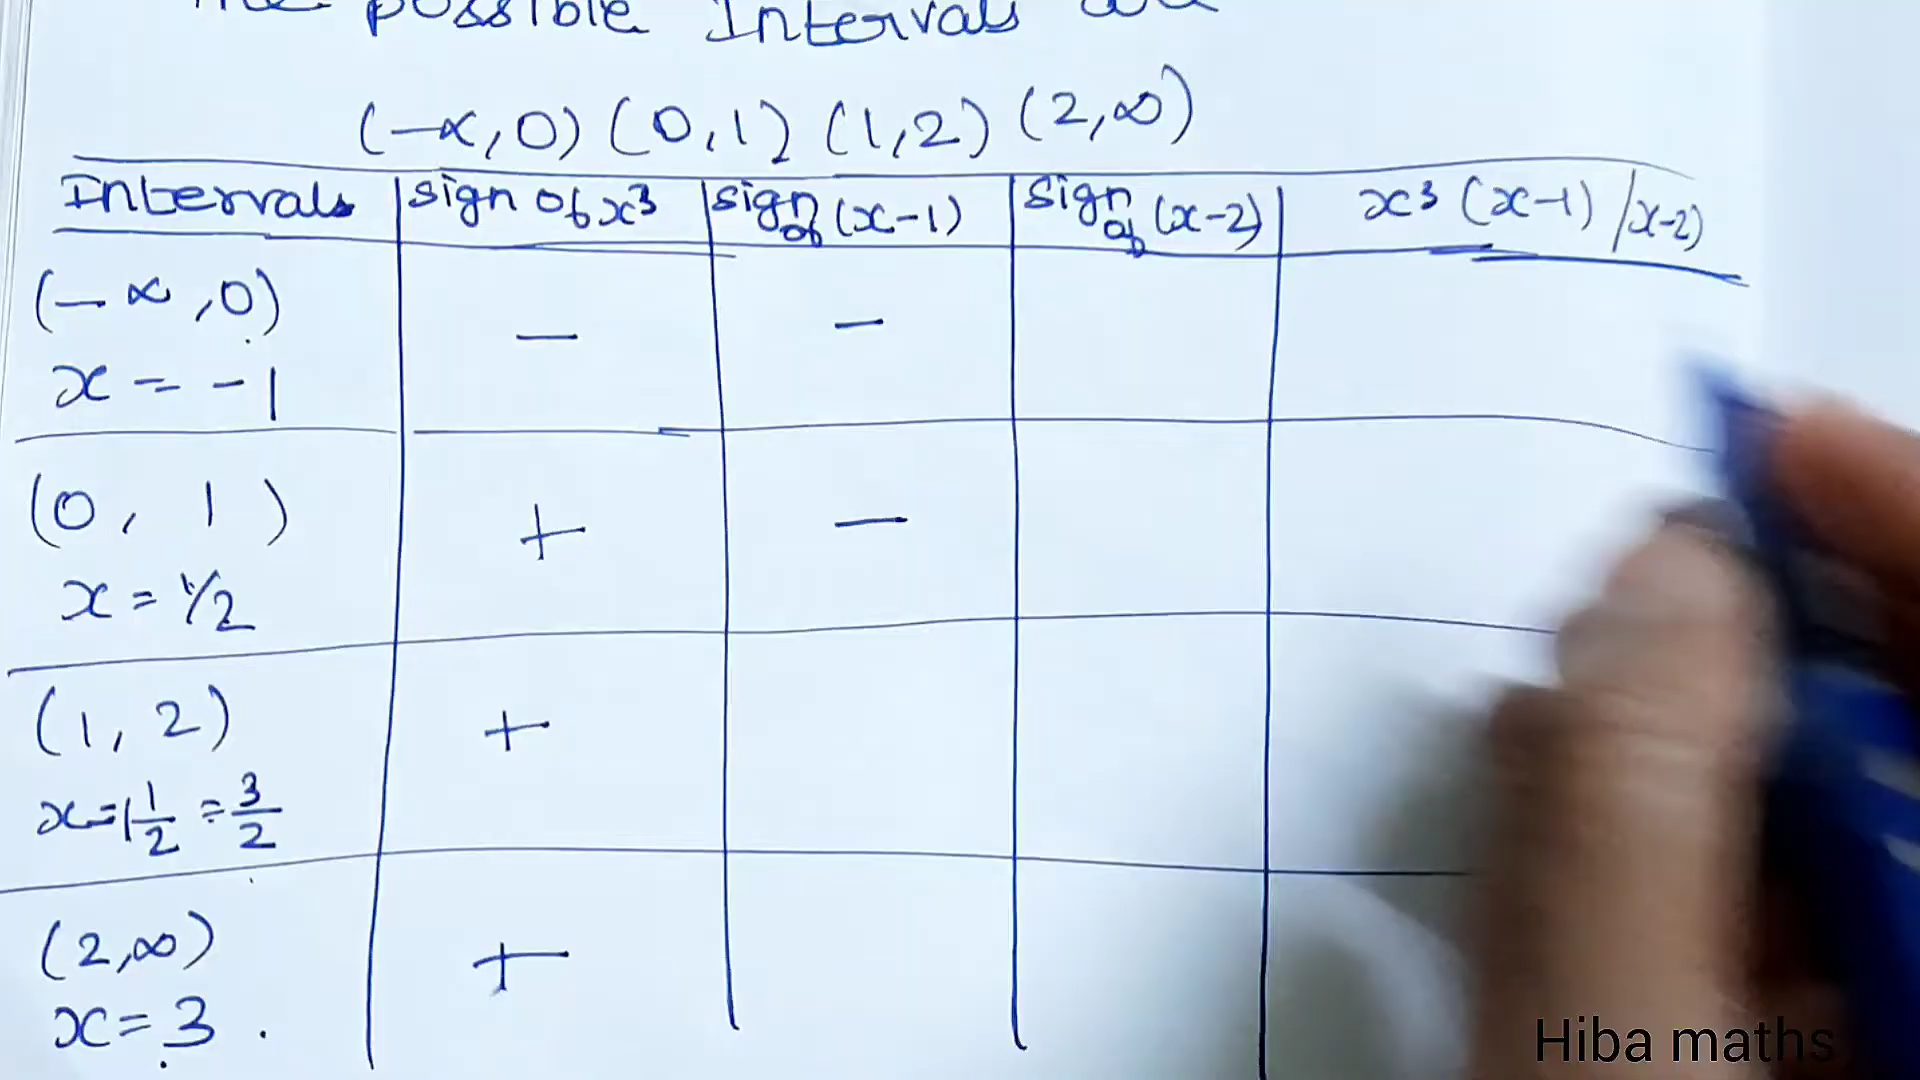 possible Intervals
(-∝,0) (0,1) (1,2) (2,∞)
Intervals sign of x³ sign of (x-1) sign of (x-2) x³ (x-1) /x-2)
(-∝,0) — —
x = -1
(0, 1) + —
x = 1/2
(1, 2) +
x=1 1/2 = 3/2
(2,∞) +
x = 3 .
Hiba maths